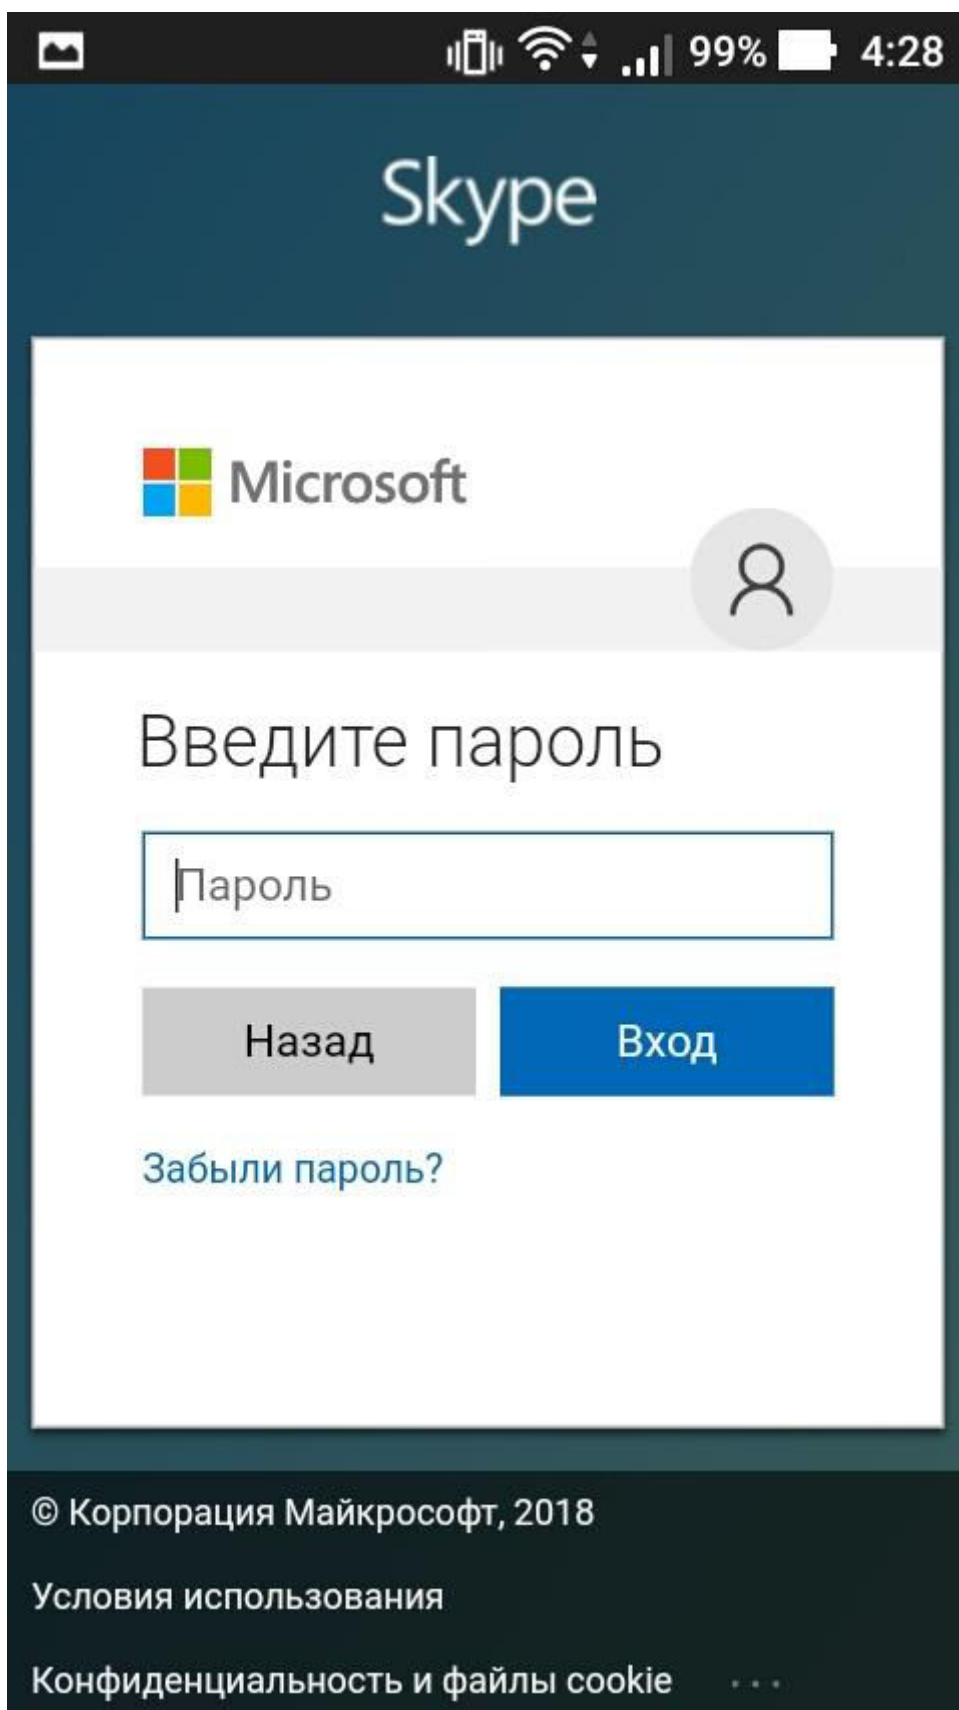 99% 4:28
Skype
Microsoft
Введите пароль
Пароль
Назад Вход
Забыли пароль?
© Корпорация Майкрософт, 2018
Условия использования
Конфиденциальность и файлы cookie ...